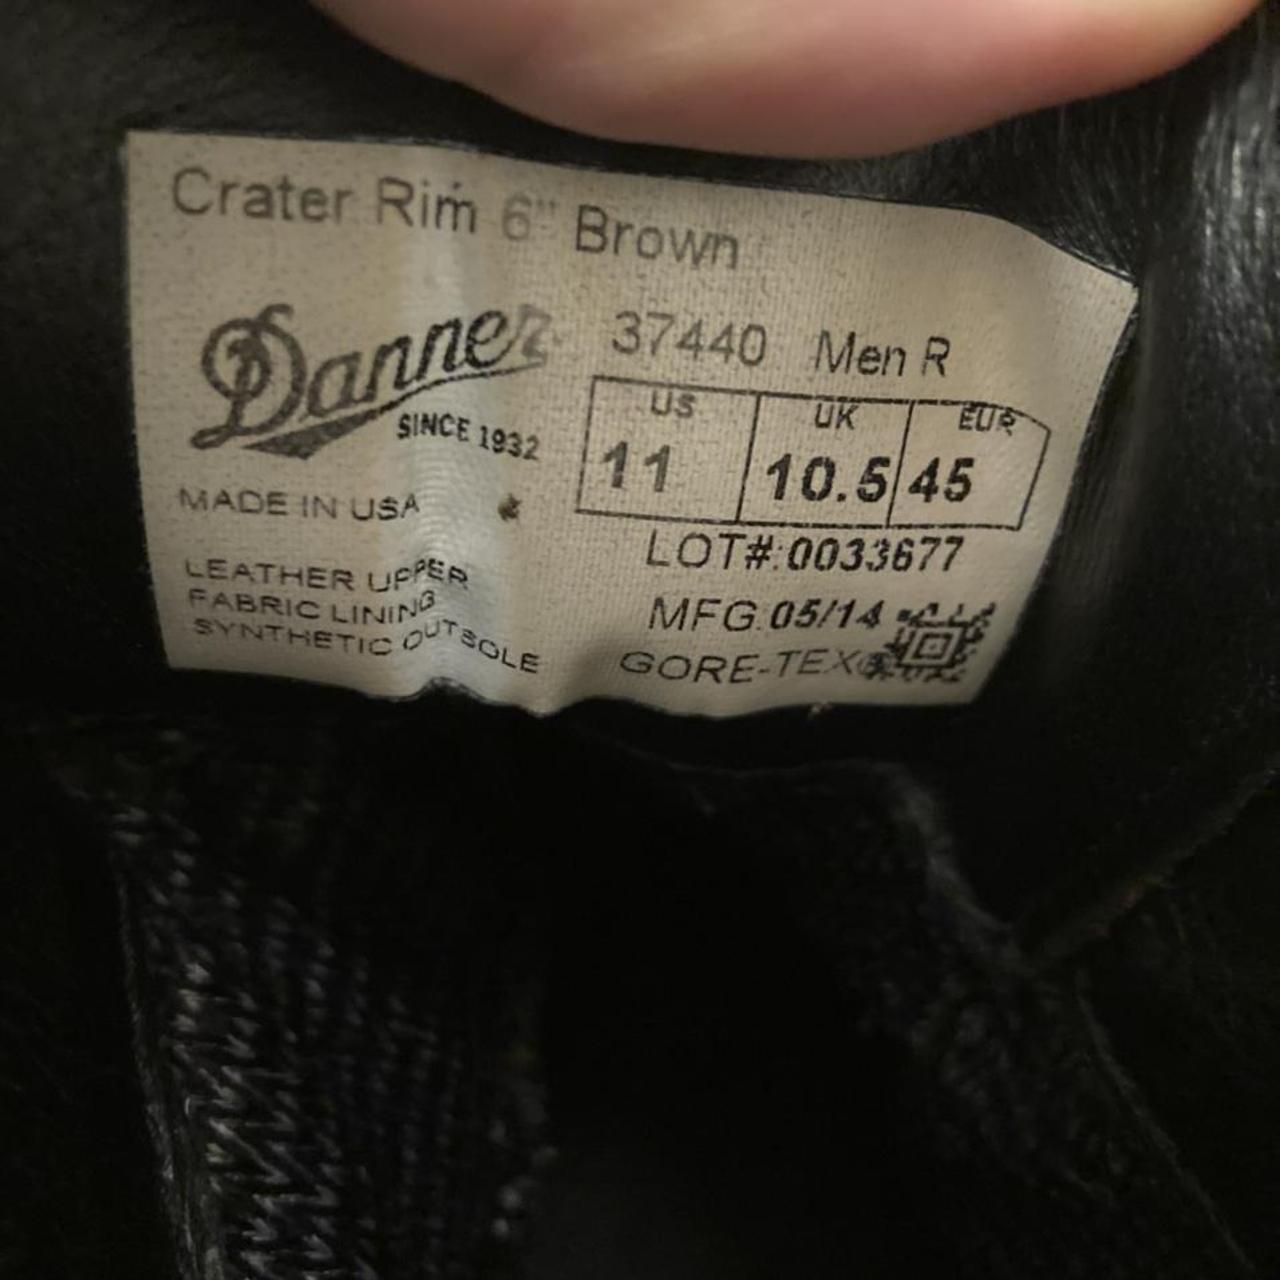 Crater Rim 6" Brown
Danner
SINCE 1932
MADE IN USA
LEATHER UPPER
FABRIC LINING
SYNTHETIC OUTSOLE
37440 Men R
US UK EUR
11 10.5 45
LOT#:0033677
MFG:05/14
GORE-TEX